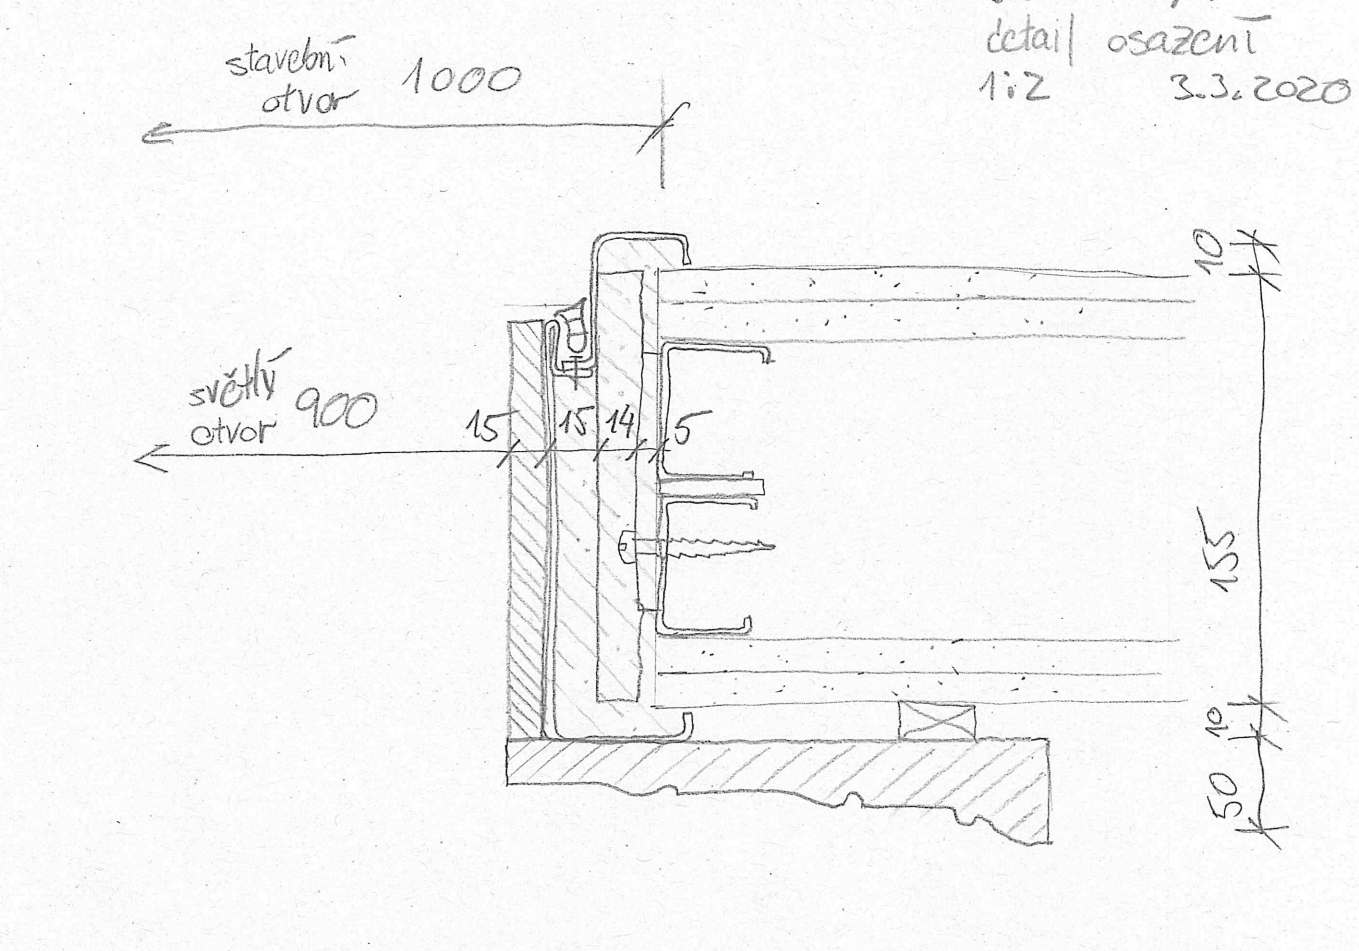 detail osazení
1:2 3.3.2020
stavební
otvor 1000
10
světlý
otvor 900
15 15 14 5
155
10
50